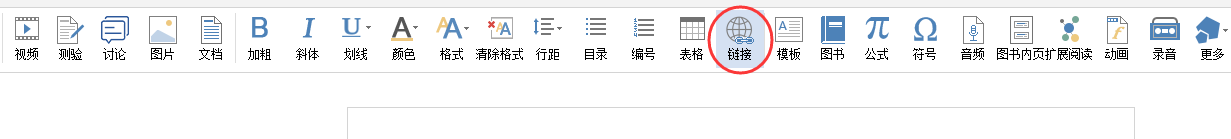 视频 测验 讨论 图片 文档 加粗 斜体 划线 颜色 格式 清除格式 行距 目录 编号 表格 链接 模板 图书 公式 符号 音频 图书内页 扩展阅读 动画 录音 更多